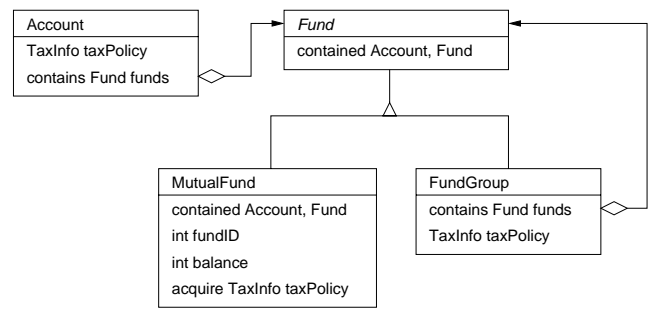 Account
TaxInfo taxPolicy
contains Fund funds
Fund
contained Account, Fund
MutualFund
contained Account, Fund
int fundID
int balance
acquire TaxInfo taxPolicy
FundGroup
contains Fund funds
TaxInfo taxPolicy